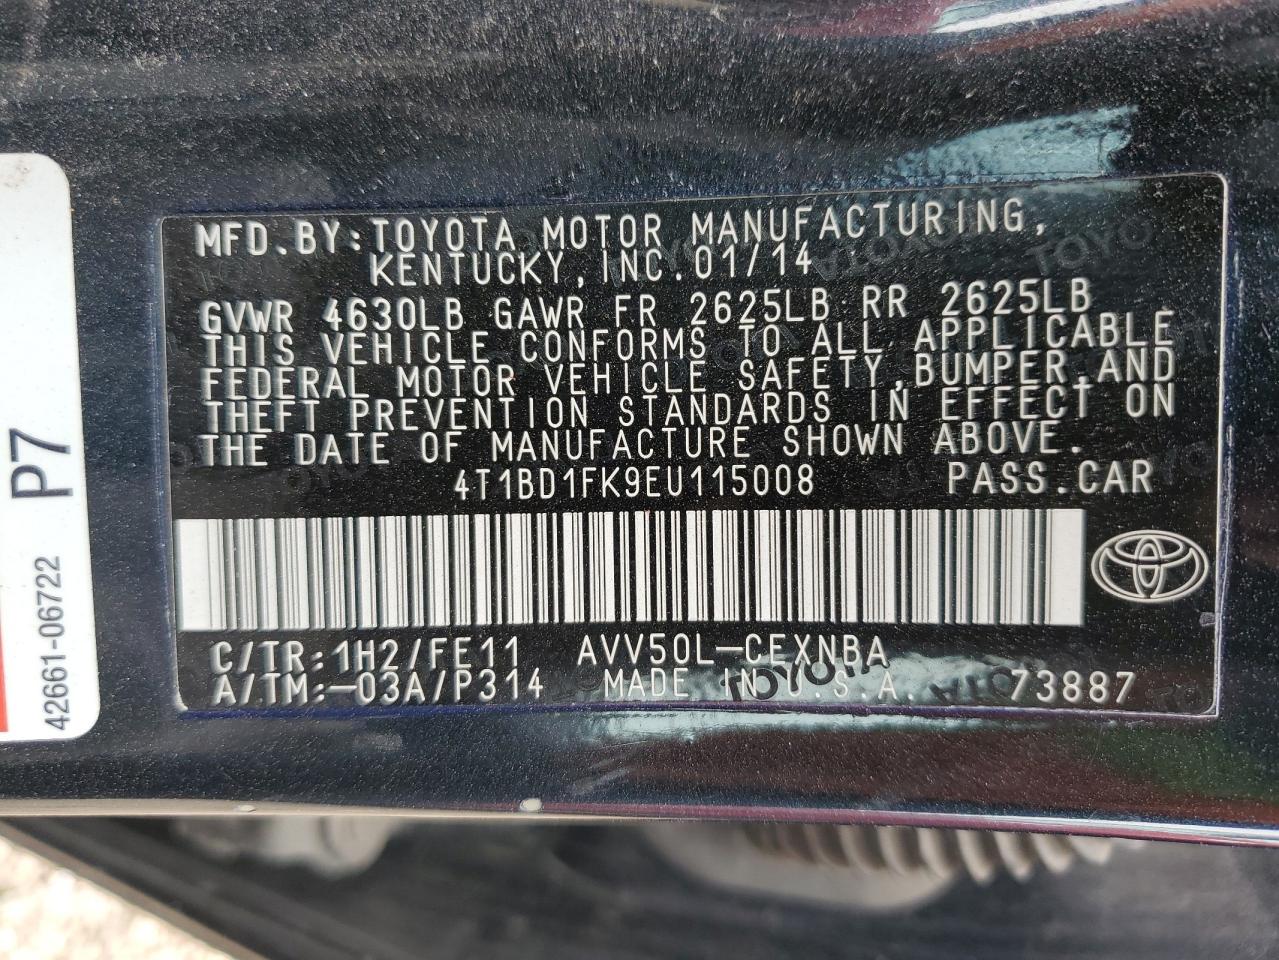 MFD.BY:TOYOTA MOTOR MANUFACTURING,
KENTUCKY,INC.01/14
GVWR 4630LB GAWR FR 2625LB RR 2625LB
THIS VEHICLE CONFORMS TO ALL APPLICABLE
FEDERAL MOTOR VEHICLE SAFETY,BUMPER,AND
THEFT PREVENTION STANDARDS IN EFFECT ON
THE DATE OF MANUFACTURE SHOWN ABOVE.
4T1BD1FK9EU115008 PASS.CAR
C/TR:1H2/FE11 AVV50L-CEXNBA
A/TM:-03A/P314 MADE IN U.S.A. 73887
TOYOTA
P7
42661-06722